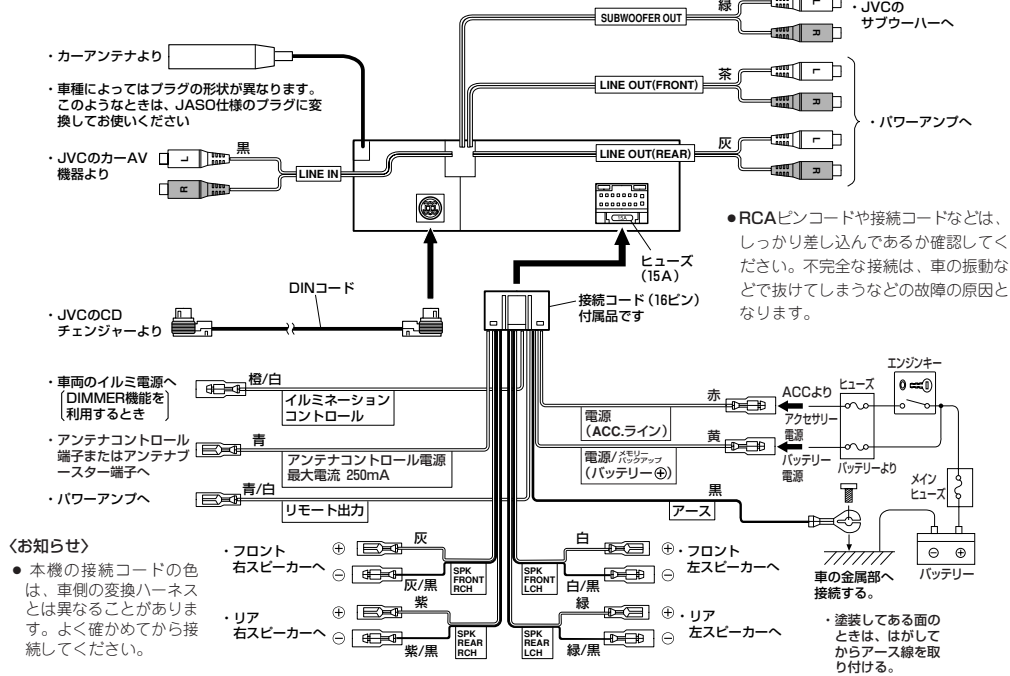 緑
SUBWOOFER OUT
L
R
・JVCの
サブウーハーへ
・カーアンテナより
・車種によってはプラグの形状が異なります。
このようなときは、JASO仕様のプラグに変
換してお使いください
茶
LINE OUT(FRONT)
L
R
・パワーアンプへ
・JVCのカーAV
機器より
黒
L
R
LINE IN
灰
LINE OUT(REAR)
L
R
15A
●RCAピンコードや接続コードなどは、
しっかり差し込んであるか確認してく
ださい。不完全な接続は、車の振動な
どで抜けてしまうなどの故障の原因と
なります。
ヒューズ
(15A)
DINコード
接続コード(16ピン)
付属品です
・JVCのCD
チェンジャーより
・車両のイルミ電源へ
DIMMER機能を
利用するとき
橙/白
イルミネーション
コントロール
・アンテナコントロール
端子またはアンテナブ
ースター端子へ
青
アンテナコントロール電源
最大電流 250mA
・パワーアンプへ
青/白
リモート出力
赤
電源
(ACC.ライン)
ACCより
アクセサリー
電源
ヒューズ
エンジンキー
黄
電源/メモリーバックアップ
(バッテリー⊕)
バッテリー
電源
バッテリーより
メイン
ヒューズ
黒
アース
⊖ ⊕
バッテリー
車の金属部へ
接続する。
・塗装してある面の
ときは、はがして
からアース線を取
り付ける。
〈お知らせ〉
● 本機の接続コードの色
は、車側の変換ハーネス
とは異なることがありま
す。よく確かめてから接
続してください。
・フロント
右スピーカーへ
⊕
⊖
灰
灰/黒
SPK
FRONT
RCH
・リア
右スピーカーへ
⊕
⊖
紫
紫/黒
SPK
REAR
RCH
白
白/黒
SPK
FRONT
LCH
⊕
⊖
・フロント
左スピーカーへ
緑
緑/黒
SPK
REAR
LCH
⊕
⊖
・リア
左スピーカーへ